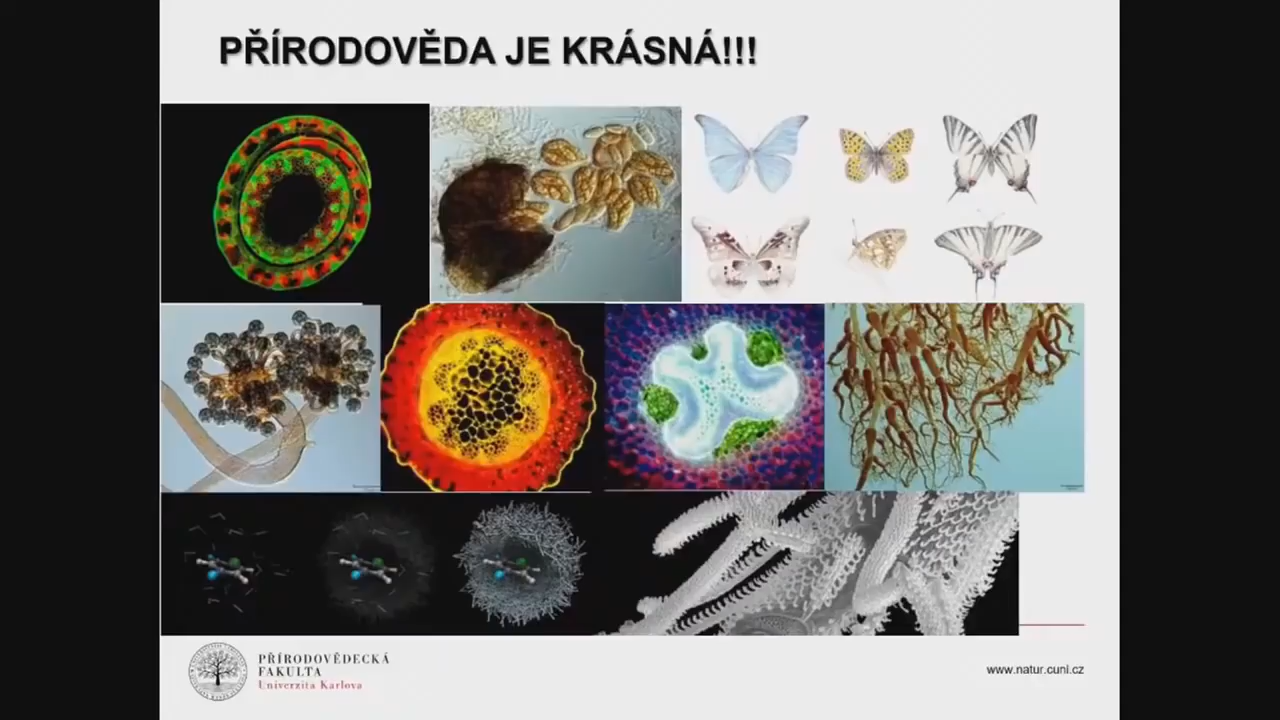 PŘÍRODOVĚDA JE KRÁSNÁ!!!
PŘÍRODOVĚDECKÁ
FAKULTA
Univerzita Karlova
www.natur.cuni.cz